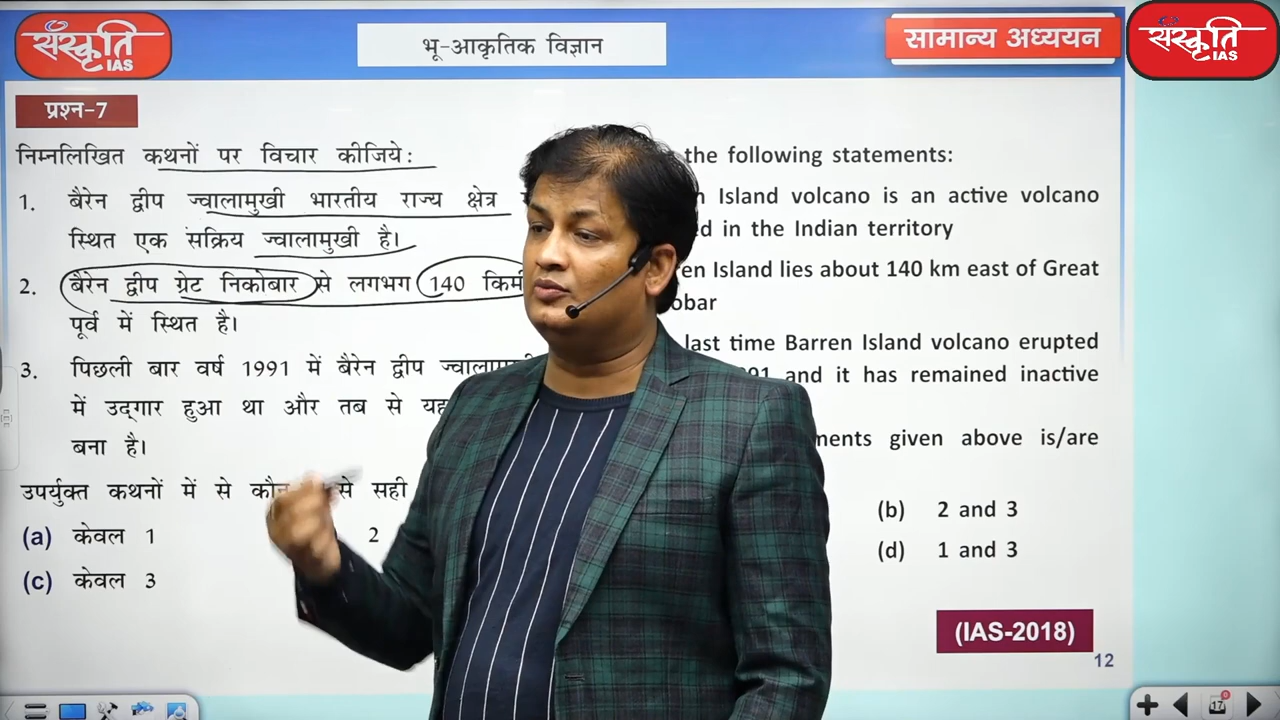 संस्कृति
IAS
भू-आकृतिक विज्ञान
सामान्य अध्ययन
संस्कृति
IAS
प्रश्न-7
निम्नलिखित कथनों पर विचार कीजिये:
1. बैरेन द्वीप ज्वालामुखी भारतीय राज्य क्षेत्र
स्थित एक सक्रिय ज्वालामुखी है।
2. बैरेन द्वीप ग्रेट निकोबार से लगभग 140 किमी
पूर्व में स्थित है।
3. पिछली बार वर्ष 1991 में बैरेन द्वीप ज्वालामुखी
में उद्गार हुआ था और तब से यह
बना है।
उपर्युक्त कथनों में से कौन से सही
(a) केवल 1
2
(c) केवल 3
the following statements:
Island volcano is an active volcano
in the Indian territory
Island lies about 140 km east of Great
last time Barren Island volcano erupted
and it has remained inactive
given above is/are
(b) 2 and 3
(d) 1 and 3
(IAS-2018)
12
17